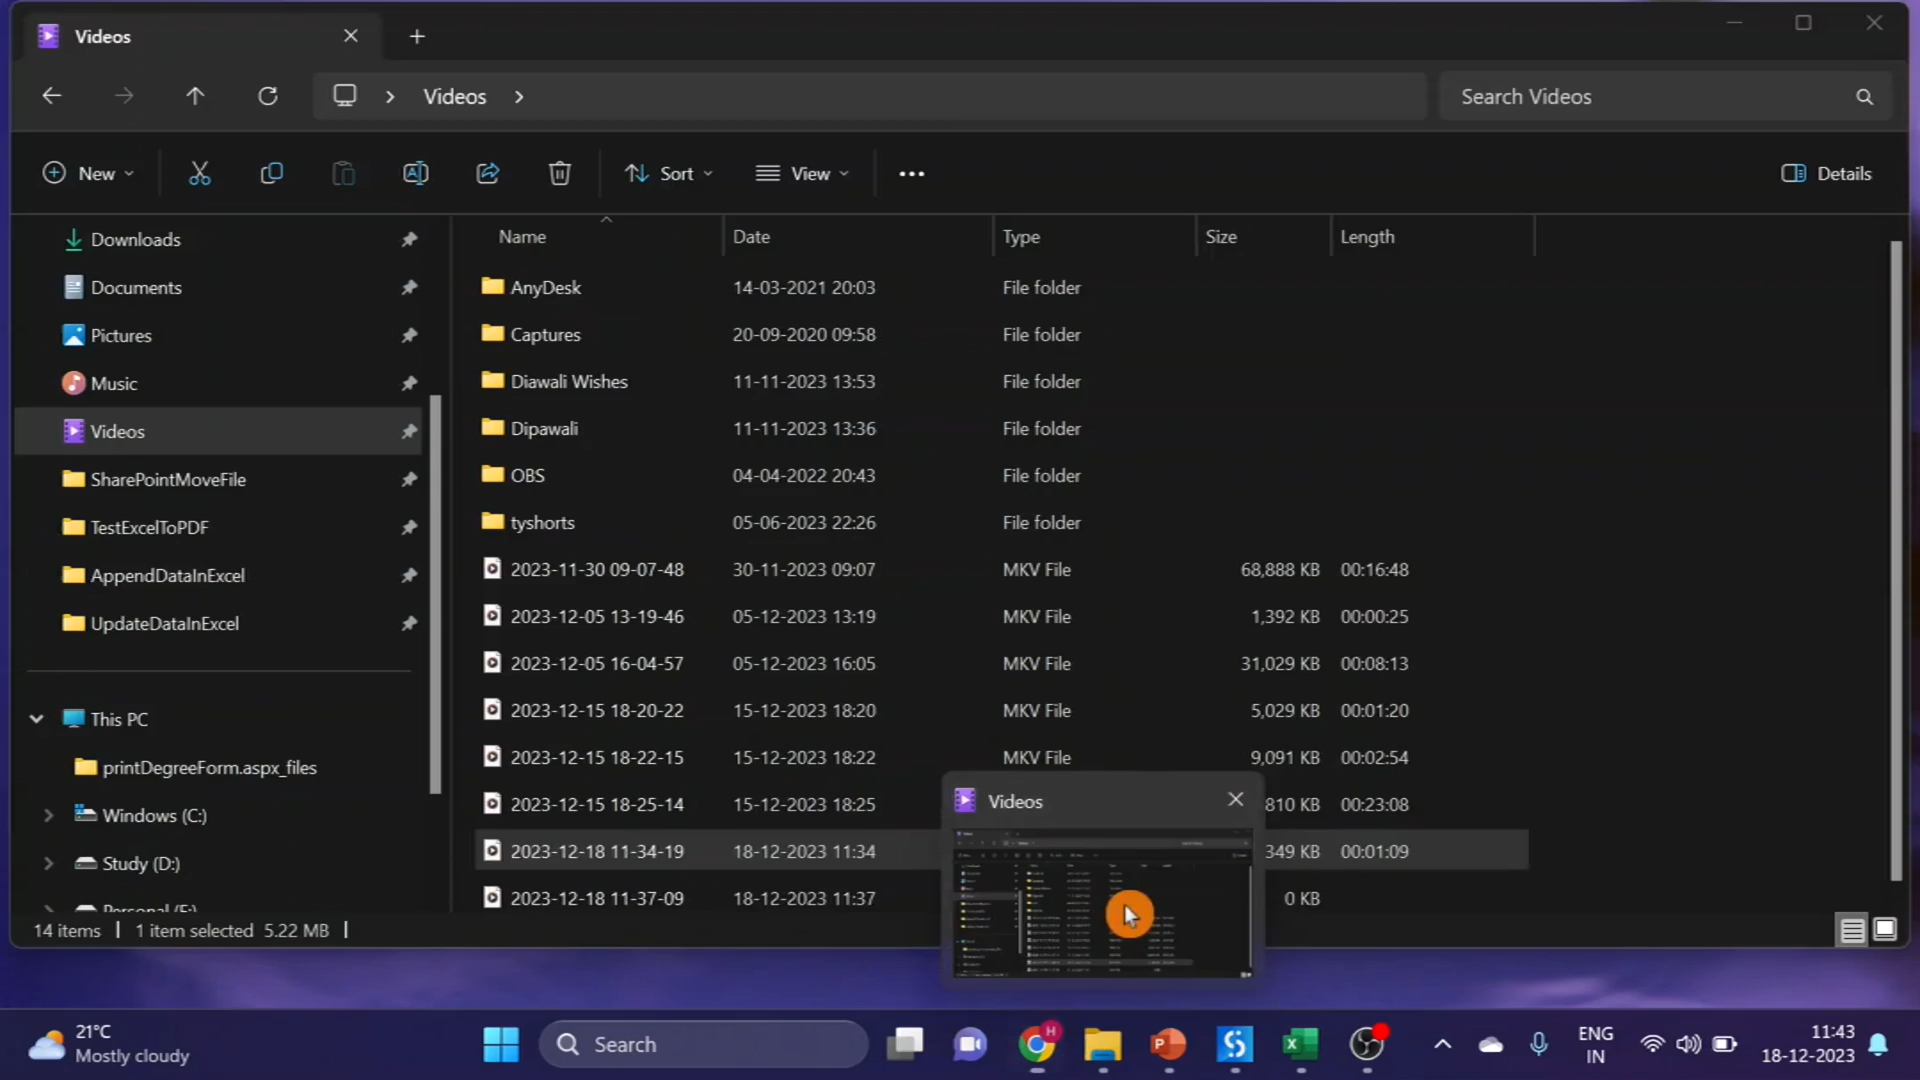 Videos
Videos
Search Videos
New
Sort
View
Details
Name Date Type Size Length
Downloads
Documents
Pictures
Music
Videos
SharePointMoveFile
TestExcelToPDF
AppendDataInExcel
UpdateDataInExcel
This PC
printDegreeForm.aspx_files
Windows (C:)
Study (D:)
Personal (E:)
AnyDesk 14-03-2021 20:03 File folder
Captures 20-09-2020 09:58 File folder
Diawali Wishes 11-11-2023 13:53 File folder
Dipawali 11-11-2023 13:36 File folder
OBS 04-04-2022 20:43 File folder
tyshorts 05-06-2023 22:26 File folder
2023-11-30 09-07-48 30-11-2023 09:07 MKV File 68,888 KB 00:16:48
2023-12-05 13-19-46 05-12-2023 13:19 MKV File 1,392 KB 00:00:25
2023-12-05 16-04-57 05-12-2023 16:05 MKV File 31,029 KB 00:08:13
2023-12-15 18-20-22 15-12-2023 18:20 MKV File 5,029 KB 00:01:20
2023-12-15 18-22-15 15-12-2023 18:22 MKV File 9,091 KB 00:02:54
2023-12-15 18-25-14 15-12-2023 18:25 810 KB 00:23:08
2023-12-18 11-34-19 18-12-2023 11:34 349 KB 00:01:09
2023-12-18 11-37-09 18-12-2023 11:37 0 KB
Videos
14 items 1 item selected 5.22 MB
21°C
Mostly cloudy
Search
H
P
S
X
ENG
IN
11:43
18-12-2023